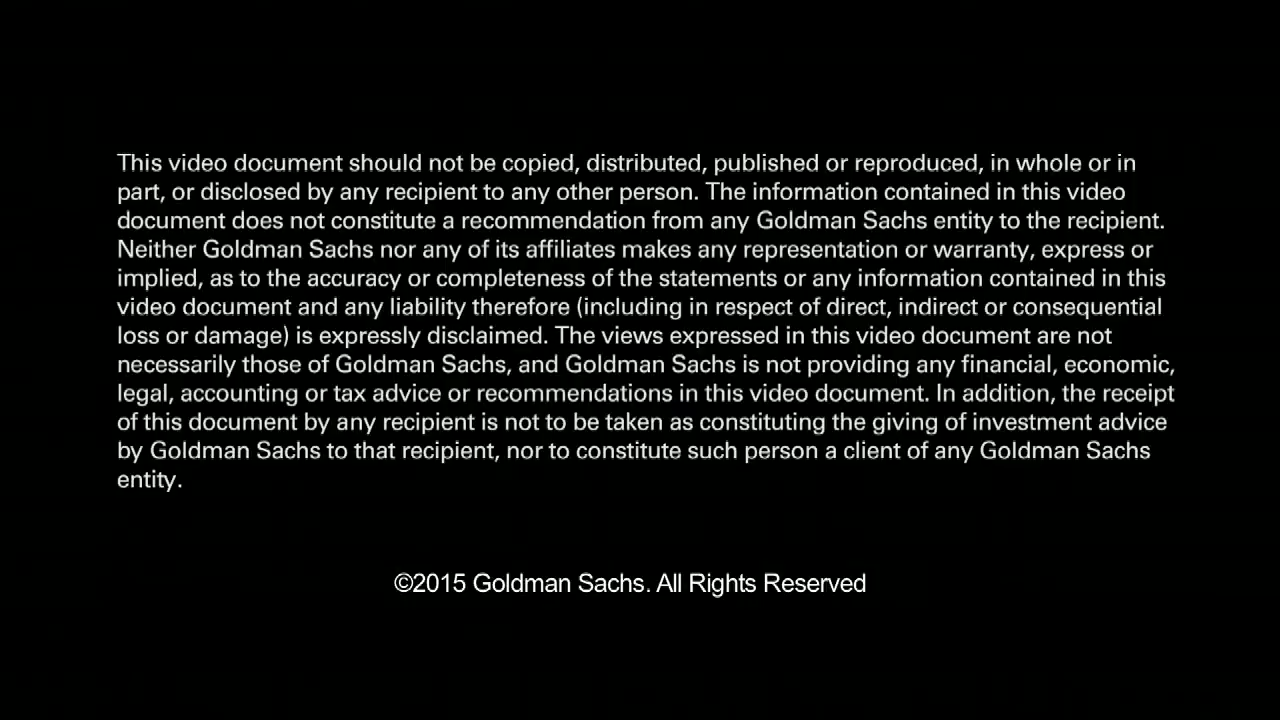 This video document should not be copied, distributed, published or reproduced, in whole or in
part, or disclosed by any recipient to any other person. The information contained in this video
document does not constitute a recommendation from any Goldman Sachs entity to the recipient.
Neither Goldman Sachs nor any of its affiliates makes any representation or warranty, express or
implied, as to the accuracy or completeness of the statements or any information contained in this
video document and any liability therefore (including in respect of direct, indirect or consequential
loss or damage) is expressly disclaimed. The views expressed in this video document are not
necessarily those of Goldman Sachs, and Goldman Sachs is not providing any financial, economic,
legal, accounting or tax advice or recommendations in this video document. In addition, the receipt
of this document by any recipient is not to be taken as constituting the giving of investment advice
by Goldman Sachs to that recipient, nor to constitute such person a client of any Goldman Sachs
entity.
©2015 Goldman Sachs. All Rights Reserved